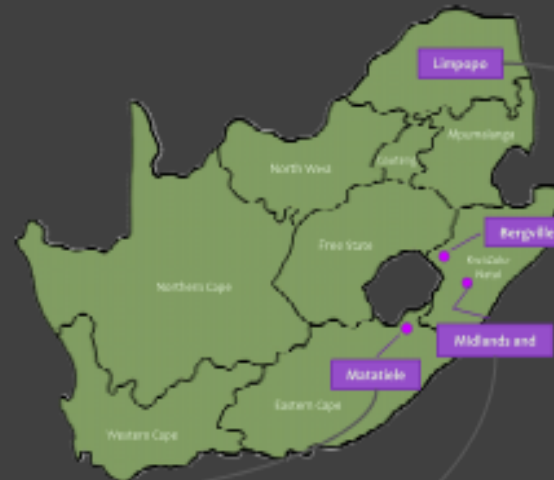 Limpopo
Mpumalanga
Gauteng
North West
Bergville
Free State
KwaZulu
Natal
Northern Cape
Midlands and
Matatiele
Eastern Cape
Western Cape